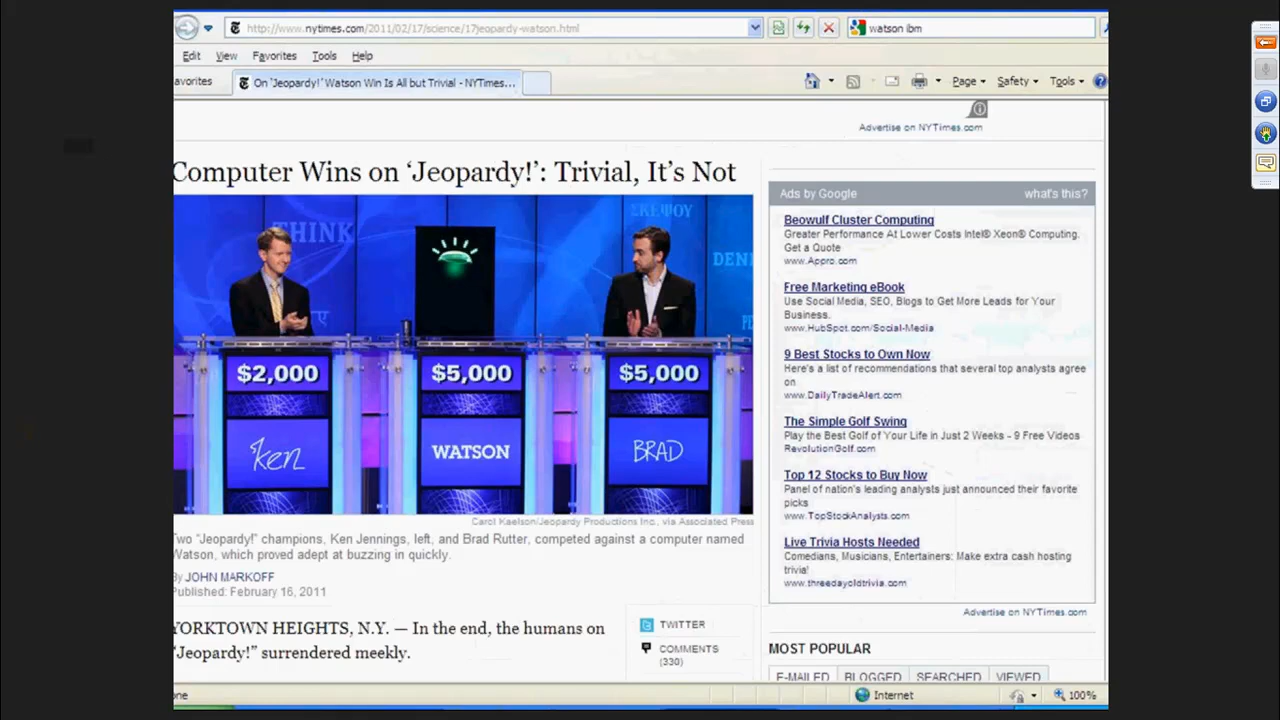 http://www.nytimes.com/2011/02/17/science/17jeopardy-watson.html
watson ibm
Edit View Favorites Tools Help
avorites
On 'Jeopardy!' Watson Win Is All but Trivial - NYTimes...
Page Safety Tools
Advertise on NYTimes.com
Computer Wins on ‘Jeopardy!’: Trivial, It’s Not
THINK
ΣΚΕΨΟΥ
DENK
$2,000
$5,000
$5,000
Ken
WATSON
BRAD
Carol Kaelson/Jeopardy Productions Inc., via Associated Press
Two “Jeopardy!” champions, Ken Jennings, left, and Brad Rutter, competed against a computer named
Watson, which proved adept at buzzing in quickly.
By JOHN MARKOFF
Published: February 16, 2011
YORKTOWN HEIGHTS, N.Y. — In the end, the humans on
“Jeopardy!” surrendered meekly.
TWITTER
COMMENTS
(330)
Ads by Google what's this?
Beowulf Cluster Computing
Greater Performance At Lower Costs Intel® Xeon® Computing.
Get a Quote
www.Appro.com
Free Marketing eBook
Use Social Media, SEO, Blogs to Get More Leads for Your
Business.
www.HubSpot.com/Social-Media
9 Best Stocks to Own Now
Here's a list of recommendations that several top analysts agree
on
www.DailyTradeAlert.com
The Simple Golf Swing
Play the Best Golf of Your Life in Just 2 Weeks - 9 Free Videos
RevolutionGolf.com
Top 12 Stocks to Buy Now
Panel of nation's leading analysts just announced their favorite
picks
www.TopStockAnalysts.com
Live Trivia Hosts Needed
Comedians, Musicians, Entertainers: Make extra cash hosting
trivia!
www.threedayoldtrivia.com
Advertise on NYTimes.com
MOST POPULAR
E-MAILED BLOGGED SEARCHED VIEWED
one
Internet
100%